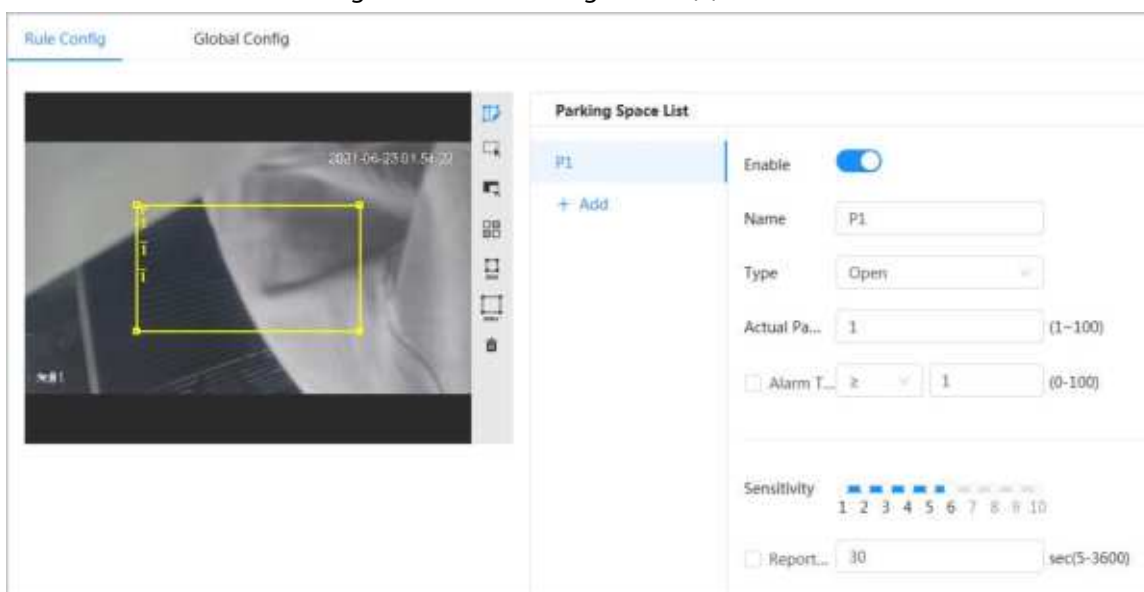 Rule Config Global Config
2021-06-23 01:54:22
Parking Space List
P1
+ Add
Enable
Name P1
Type Open
Actual Pa... 1 (1~100)
Alarm T... ≥ 1 (0-100)
Sensitivity
1 2 3 4 5 6 7 8 9 10
Report... 30 sec(5-3600)